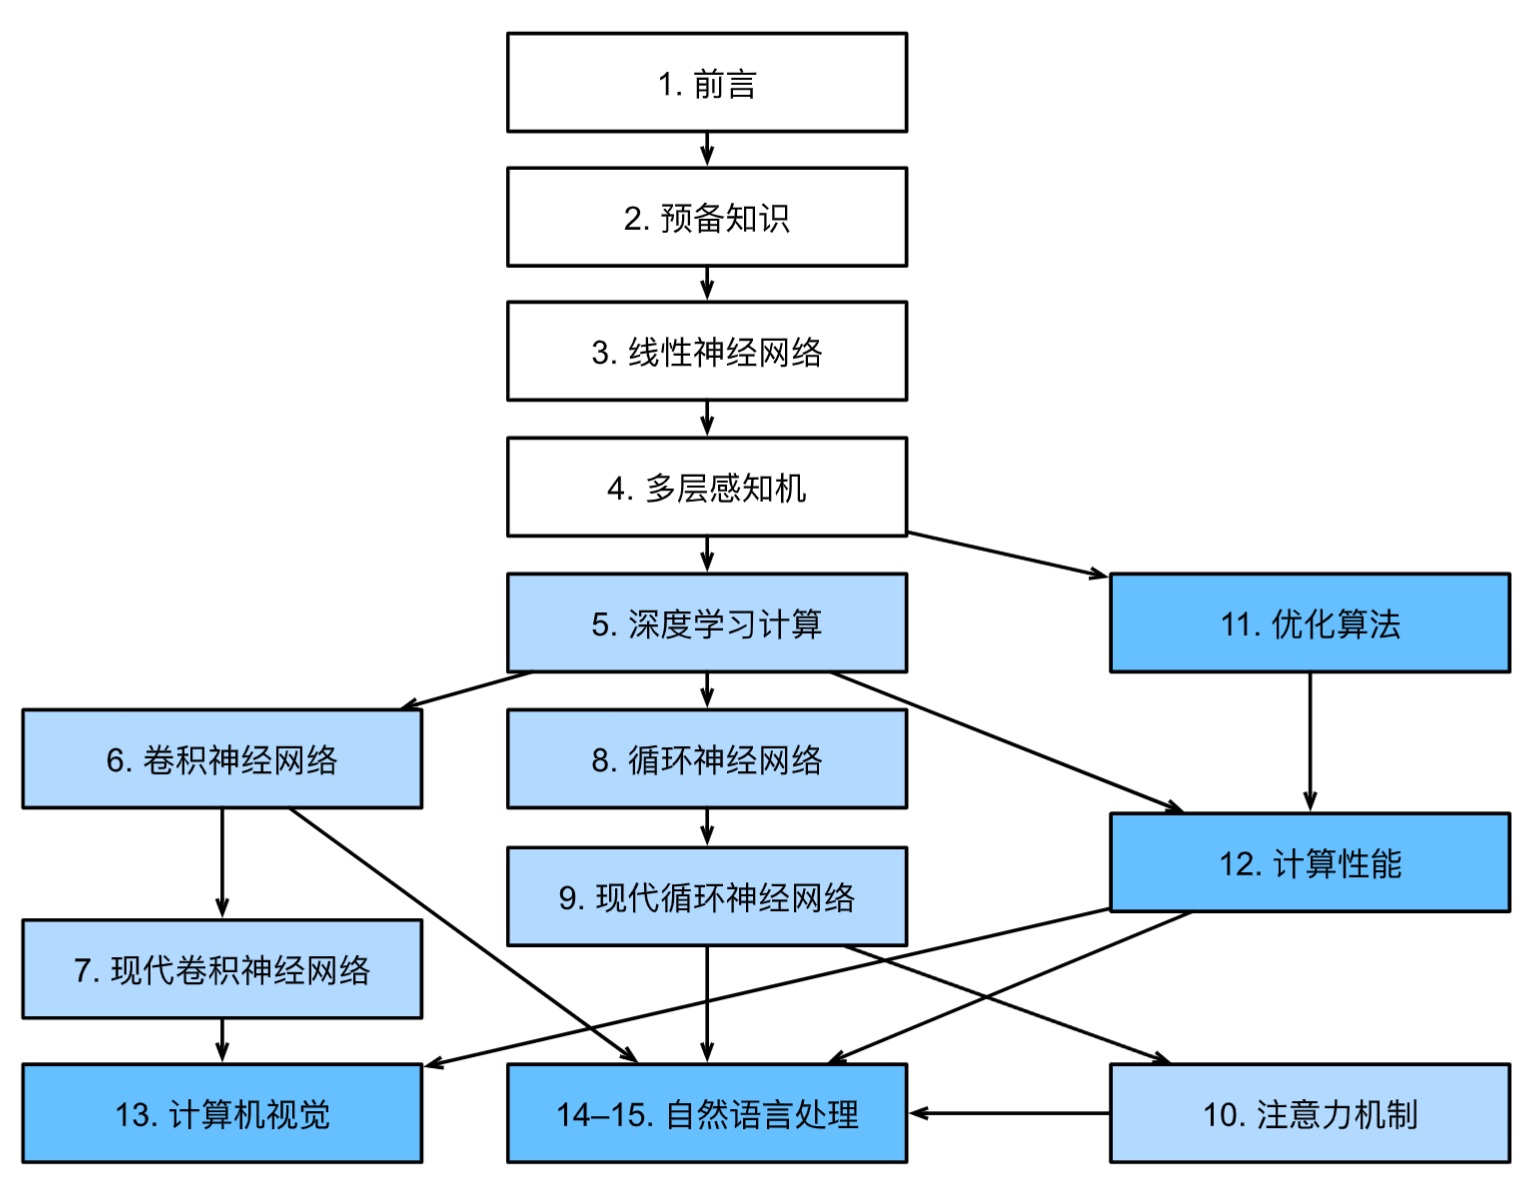 1. 前言
2. 预备知识
3. 线性神经网络
4. 多层感知机
5. 深度学习计算
11. 优化算法
6. 卷积神经网络
8. 循环神经网络
12. 计算性能
9. 现代循环神经网络
7. 现代卷积神经网络
13. 计算机视觉
14–15. 自然语言处理
10. 注意力机制